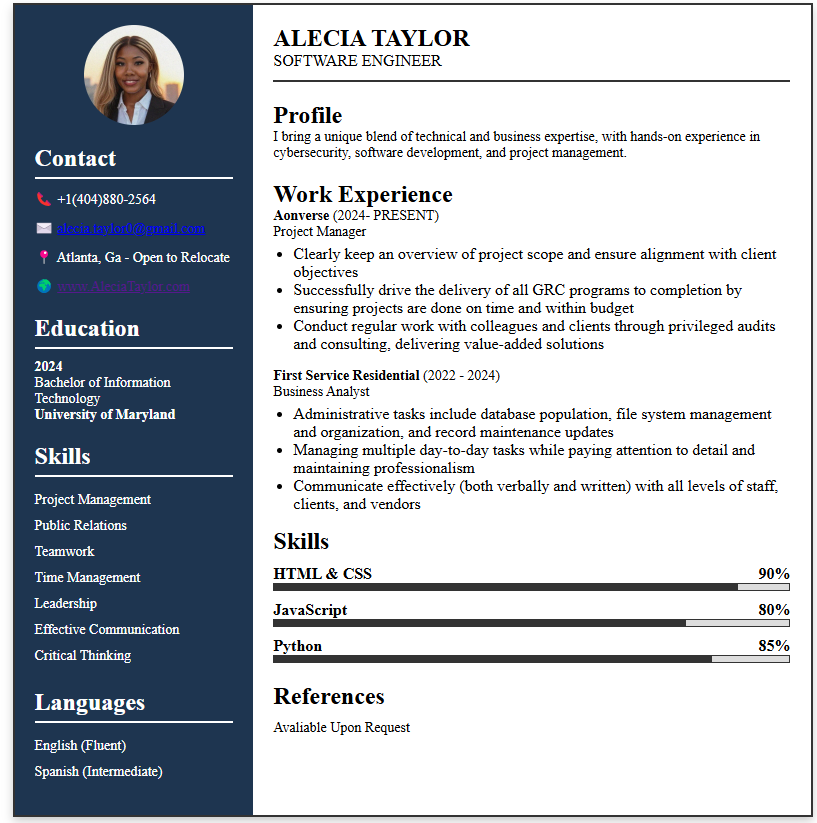 Contact
+1(404)880-2564
alecia.taylor0@gmail.com
Atlanta, Ga - Open to Relocate
www.AleciaTaylor.com
Education
2024
Bachelor of Information
Technology
University of Maryland
Skills
Project Management
Public Relations
Teamwork
Time Management
Leadership
Effective Communication
Critical Thinking
Languages
English (Fluent)
Spanish (Intermediate)
ALECIA TAYLOR
SOFTWARE ENGINEER
Profile
I bring a unique blend of technical and business expertise, with hands-on experience in
cybersecurity, software development, and project management.
Work Experience
Aonverse (2024- PRESENT)
Project Manager
• Clearly keep an overview of project scope and ensure alignment with client
objectives
• Successfully drive the delivery of all GRC programs to completion by
ensuring projects are done on time and within budget
• Conduct regular work with colleagues and clients through privileged audits
and consulting, delivering value-added solutions
First Service Residential (2022 - 2024)
Business Analyst
• Administrative tasks include database population, file system management
and organization, and record maintenance updates
• Managing multiple day-to-day tasks while paying attention to detail and
maintaining professionalism
• Communicate effectively (both verbally and written) with all levels of staff,
clients, and vendors
Skills
HTML & CSS 90%
JavaScript 80%
Python 85%
References
Avaliable Upon Request